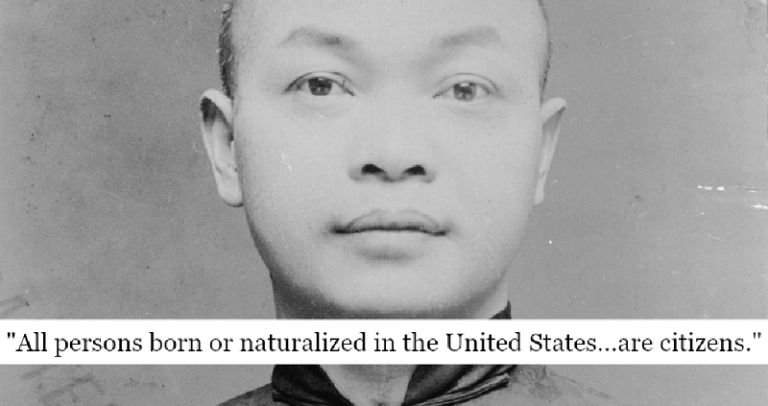 "All persons born or naturalized in the United States...are citizens."